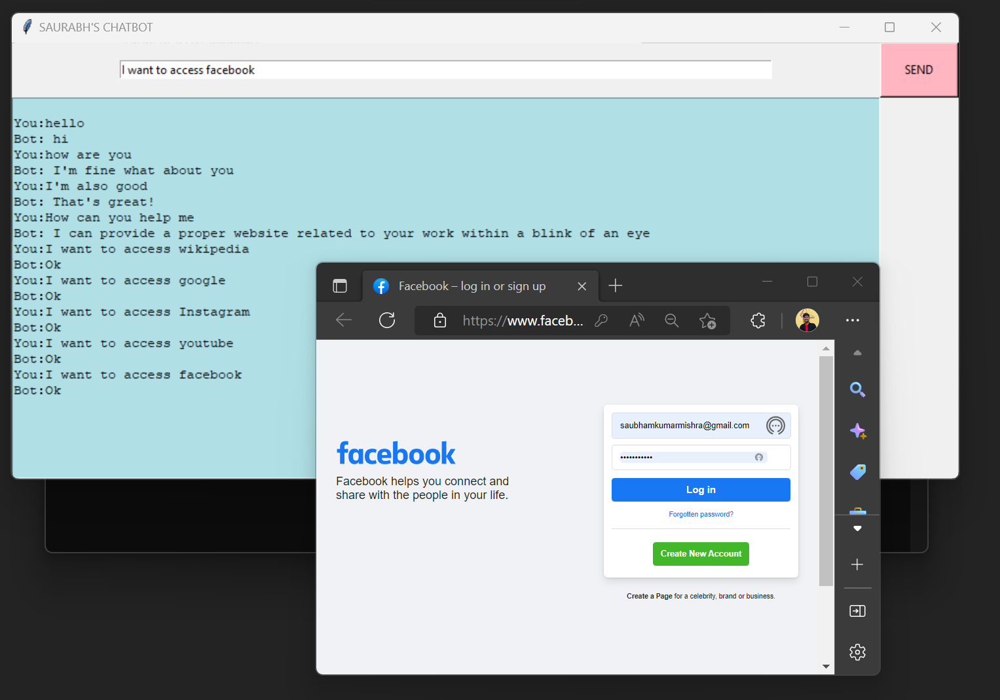 SAURABH'S CHATBOT
I want to access facebook
SEND
You:hello
Bot: hi
You:how are you
Bot: I'm fine what about you
You:I'm also good
Bot: That's great!
You:How can you help me
Bot: I can provide a proper website related to your work within a blink of an eye
You:I want to access wikipedia
Bot:Ok
You:I want to access google
Bot:Ok
You:I want to access Instagram
Bot:Ok
You:I want to access youtube
Bot:Ok
You:I want to access facebook
Bot:Ok
Facebook – log in or sign up
https://www.faceb...
facebook
Facebook helps you connect and
share with the people in your life.
saubhamkumarmishra@gmail.com
•••••••••••
Log in
Forgotten password?
Create New Account
Create a Page for a celebrity, brand or business.